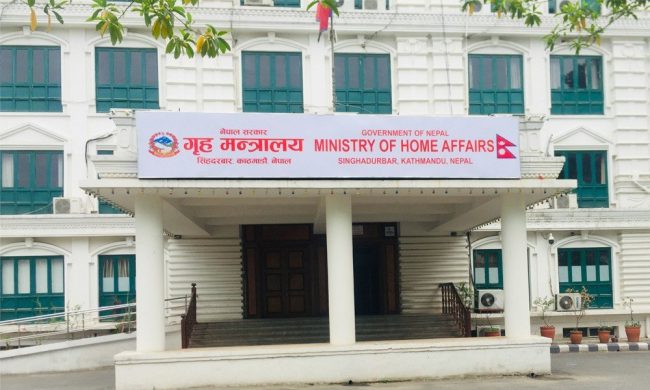 नेपाल सरकार
गृह मन्त्रालय
सिंहदरबार, काठमाडौं, नेपाल
GOVERNMENT OF NEPAL
MINISTRY OF HOME AFFAIRS
SINGHADURBAR, KATHMANDU, NEPAL